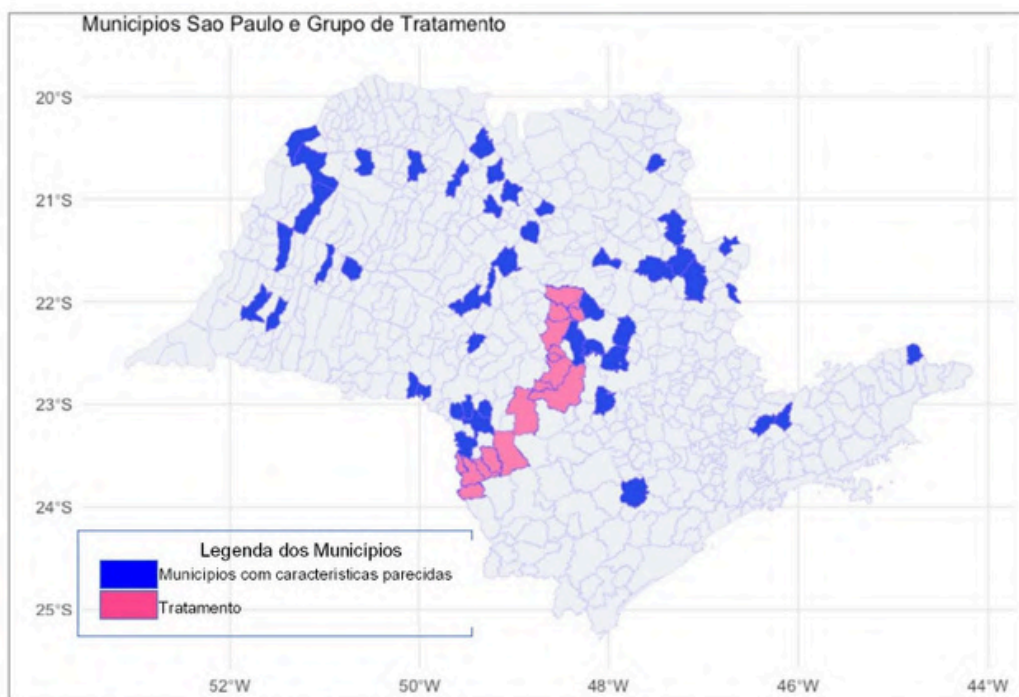 Municipios Sao Paulo e Grupo de Tratamento
20°S
21°S
22°S
23°S
24°S
25°S
Legenda dos Municipios
Municipios com caracteristicas parecidas
Tratamento
52°W
50°W
48°W
46°W
44°W